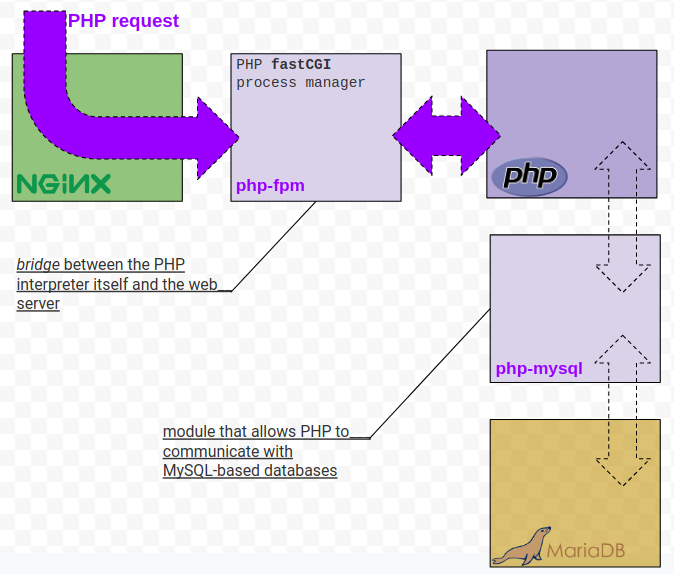 PHP request
PHP fastCGI
process manager
NGiNX
php-fpm
php
bridge between the PHP
interpreter itself and the web
server
php-mysql
module that allows PHP to
communicate with
MySQL-based databases
MariaDB